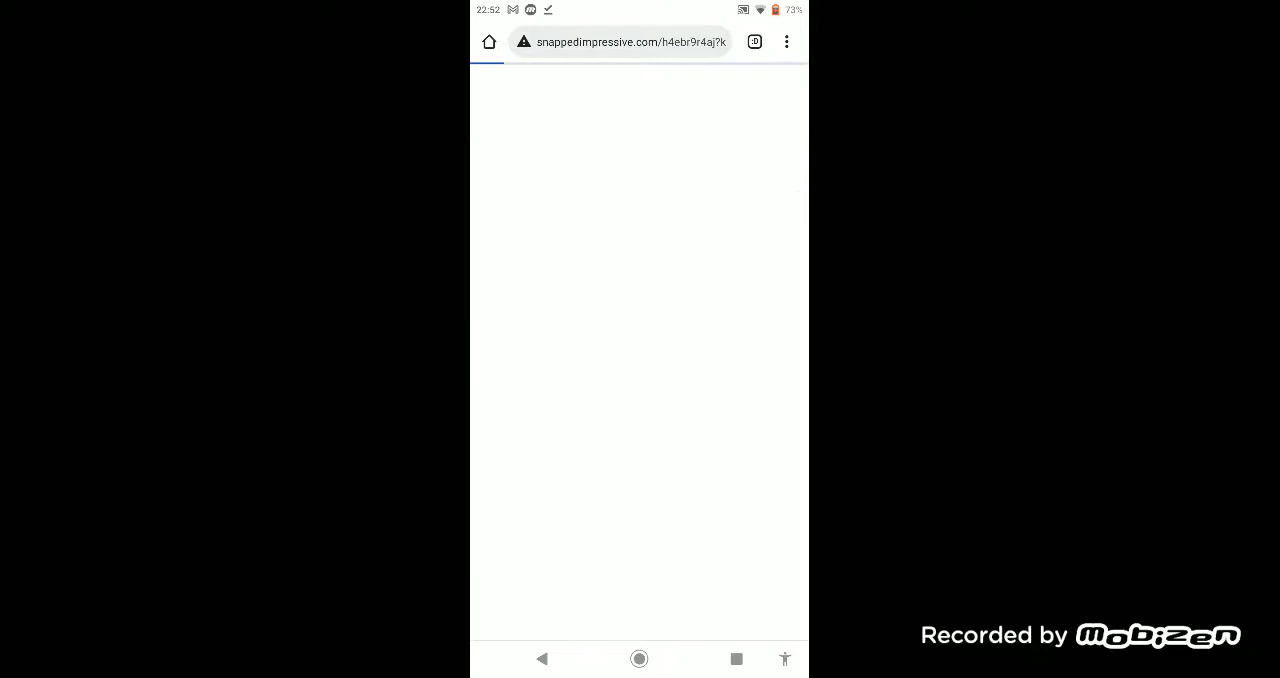 22:52
73%
snappedimpressive.com/h4ebr9r4aj?k
:D
Recorded by mobizen